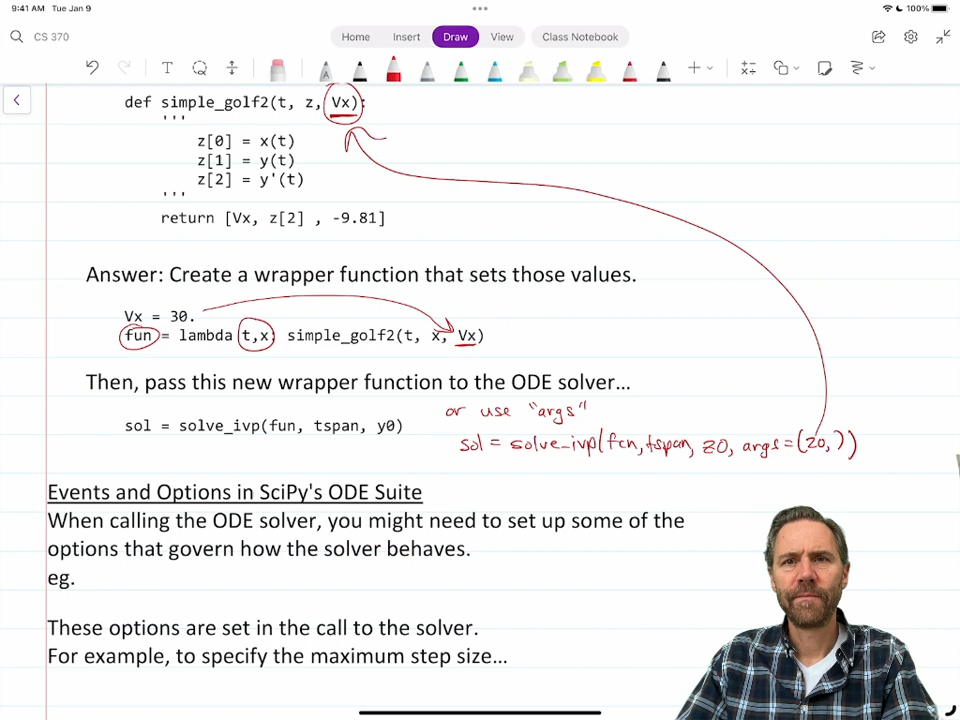 9:41 AM Tue Jan 9
100%
CS 370
Home Insert Draw View Class Notebook
def simple_golf2(t, z, Vx):
'''
z[0] = x(t)
z[1] = y(t)
z[2] = y'(t)
'''
return [Vx, z[2] , -9.81]
Answer: Create a wrapper function that sets those values.
Vx = 30.
fun = lambda t,x: simple_golf2(t, x, Vx)
Then, pass this new wrapper function to the ODE solver...
or use "args"
sol = solve_ivp(fun, tspan, y0)
sol = solve_ivp(fcn, tspan, z0, args=(20,))
Events and Options in SciPy's ODE Suite
When calling the ODE solver, you might need to set up some of the
options that govern how the solver behaves.
eg.
These options are set in the call to the solver.
For example, to specify the maximum step size...